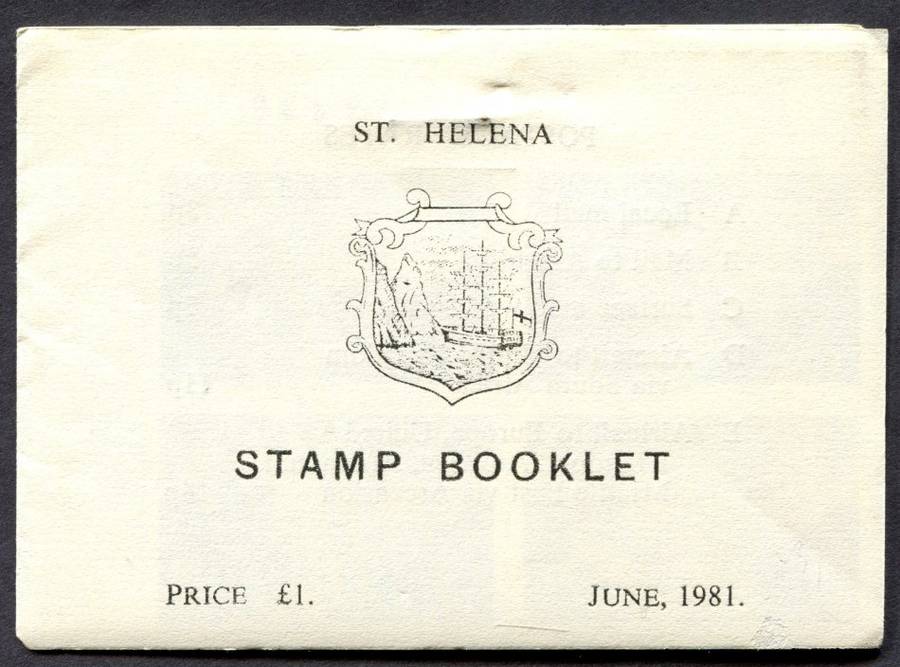 ST. HELENA
STAMP BOOKLET
PRICE £1. JUNE, 1981.